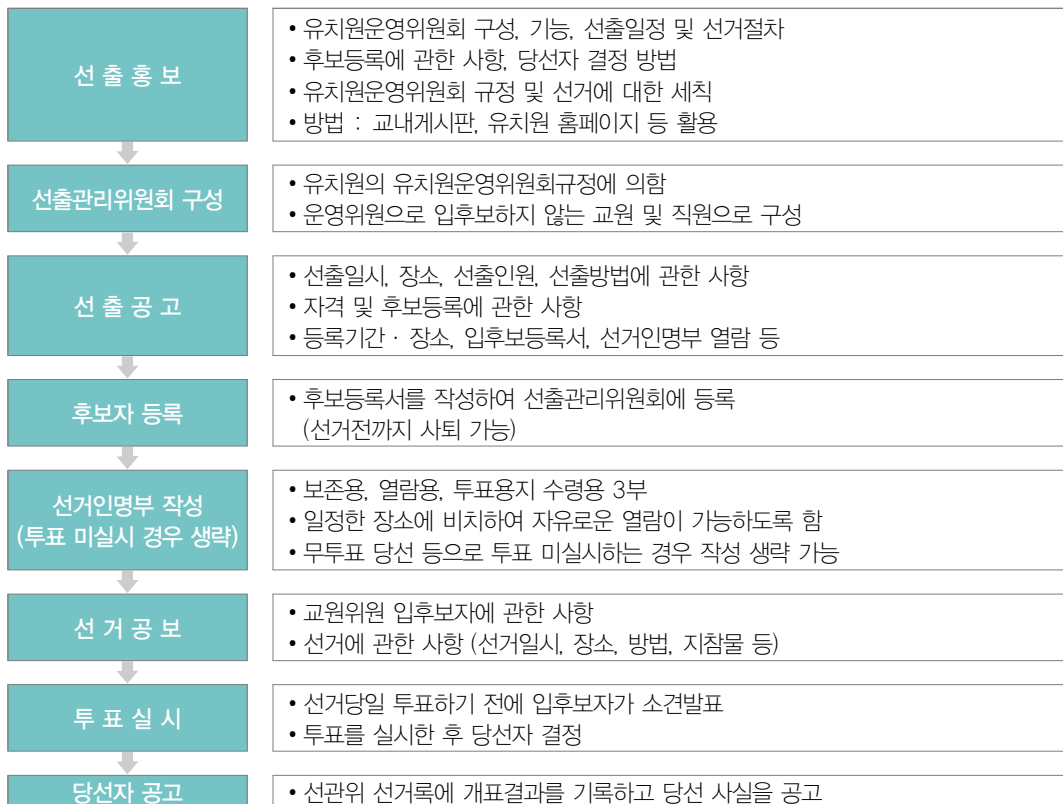 선 출 홍 보
• 유치원운영위원회 구성, 기능, 선출일정 및 선거절차
• 후보등록에 관한 사항, 당선자 결정 방법
• 유치원운영위원회 규정 및 선거에 대한 세칙
• 방법 : 교내게시판, 유치원 홈페이지 등 활용
선출관리위원회 구성
• 유치원의 유치원운영위원회규정에 의함
• 운영위원으로 입후보하지 않는 교원 및 직원으로 구성
선 출 공 고
• 선출일시, 장소, 선출인원, 선출방법에 관한 사항
• 자격 및 후보등록에 관한 사항
• 등록기간 · 장소, 입후보등록서, 선거인명부 열람 등
후보자 등록
• 후보등록서를 작성하여 선출관리위원회에 등록
(선거전까지 사퇴 가능)
선거인명부 작성
(투표 미실시 경우 생략)
• 보존용, 열람용, 투표용지 수령용 3부
• 일정한 장소에 비치하여 자유로운 열람이 가능하도록 함
• 무투표 당선 등으로 투표 미실시하는 경우 작성 생략 가능
선 거 공 보
• 교원위원 입후보자에 관한 사항
• 선거에 관한 사항 (선거일시, 장소, 방법, 지참물 등)
투 표 실 시
• 선거당일 투표하기 전에 입후보자가 소견발표
• 투표를 실시한 후 당선자 결정
당선자 공고
• 선관위 선거록에 개표결과를 기록하고 당선 사실을 공고